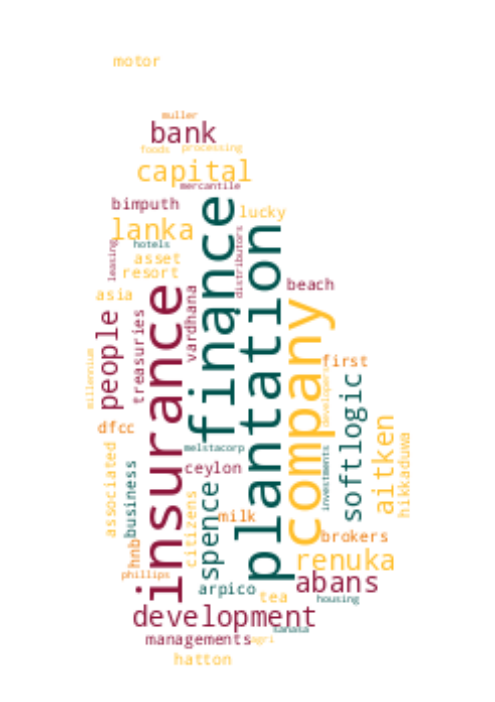 motor
muller
bank
foods
processing
capital
mercantile
bimputh
finance
lucky
lanka
plantation
hotels
leasing
distributors
asset
resort
beach
asia
insurance
vardhana
company
people
treasuries
millennium
first
developers
softlogic
dfcc
aitken
hikkaduwa
associated
business
melstacorp
investments
ceylon
citizens
spence
milk
brokers
hnb
renuka
phillips
abans
arpico
tea
housing
development
sanasa
managements
agri
hatton